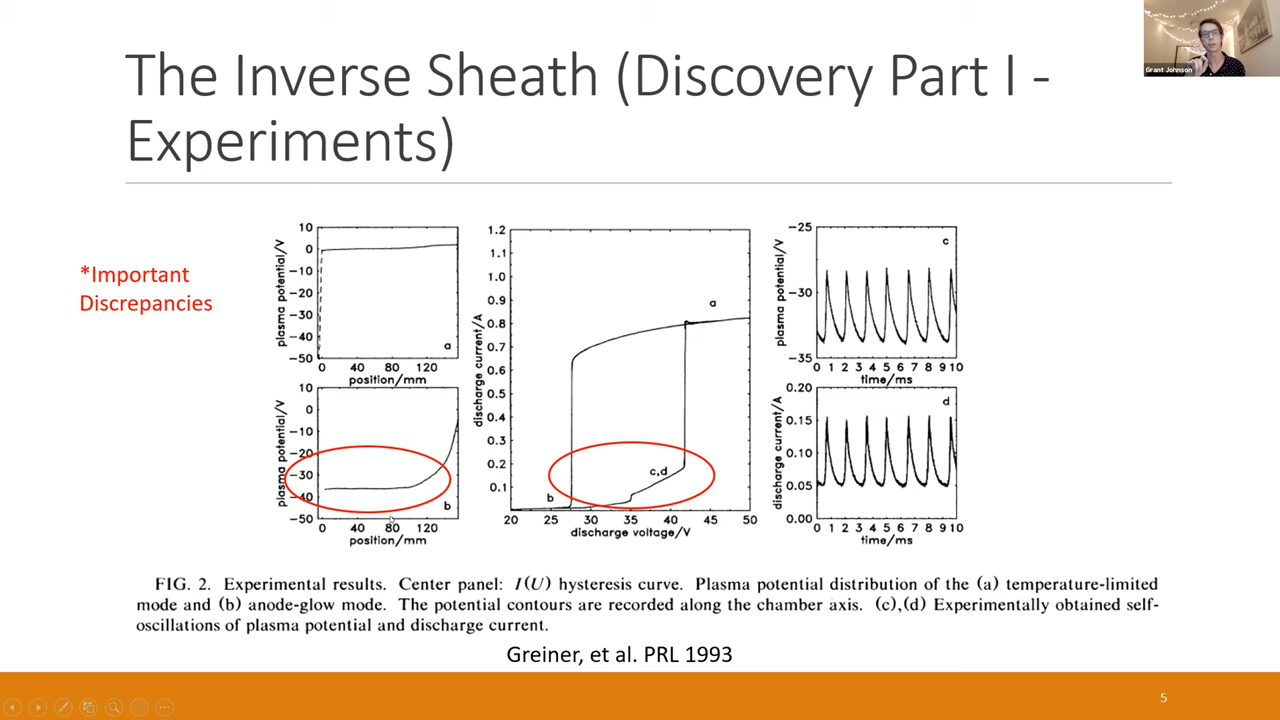 The Inverse Sheath (Discovery Part I -
Experiments)
Grant Johnson
*Important
Discrepancies
10
0
−10
−20
−30
−40
−50
plasma potential/V
a
0 40 80 120
position/mm
10
0
−10
−20
−30
−40
−50
plasma potential/V
b
0 40 80 120
position/mm
1.2
1.1
1.0
0.9
0.8
0.7
0.6
0.5
0.4
0.3
0.2
0.1
discharge current/A
a
c,d
b
20 25 30 35 40 45 50
discharge voltage/V
−25
−30
−35
plasma potential/V
c
0 1 2 3 4 5 6 7 8 9 10
time/ms
0.20
0.15
0.10
0.05
0.00
discharge current/A
d
0 1 2 3 4 5 6 7 8 9 10
time/ms
FIG. 2. Experimental results. Center panel: I(U) hysteresis curve. Plasma potential distribution of the (a) temperature-limited
mode and (b) anode-glow mode. The potential contours are recorded along the chamber axis. (c),(d) Experimentally obtained self-
oscillations of plasma potential and discharge current.
Greiner, et al. PRL 1993
5